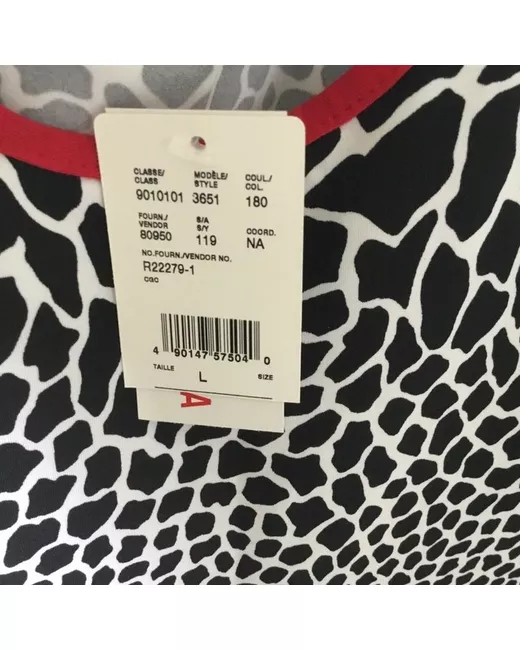 CLASSE/ MODÈLE/ COUL./
CLASS STYLE COL.
9010101 3651 180
FOURN./ S/A
VENDOR S/Y COORD.
80950 119 NA
NO.FOURN./VENDOR NO.
R22279-1
CGC
4 90147 57504 0
TAILLE L SIZE
A